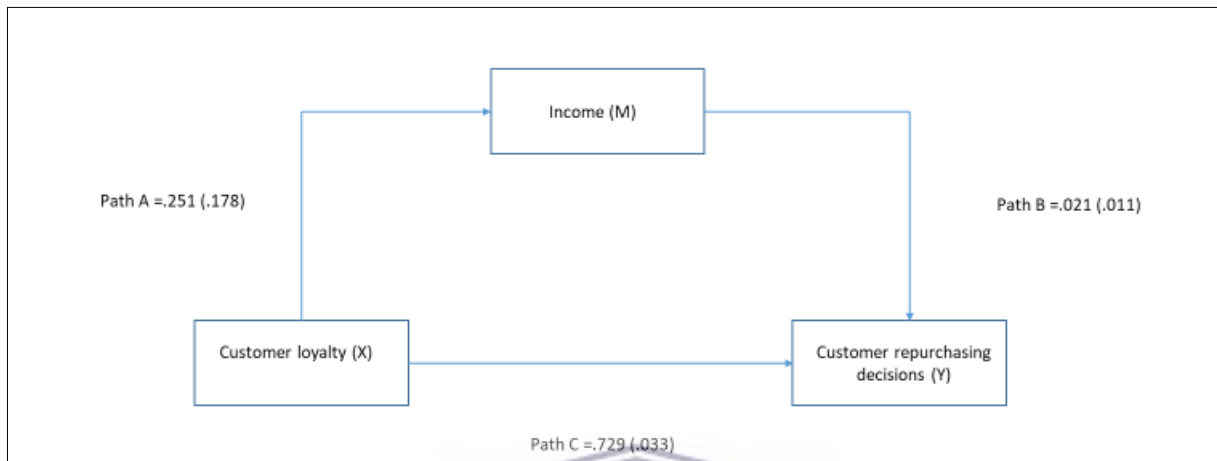 Income (M)
Path A =.251 (.178)
Path B =.021 (.011)
Customer loyalty (X)
Customer repurchasing
decisions (Y)
Path C =.729 (.033)